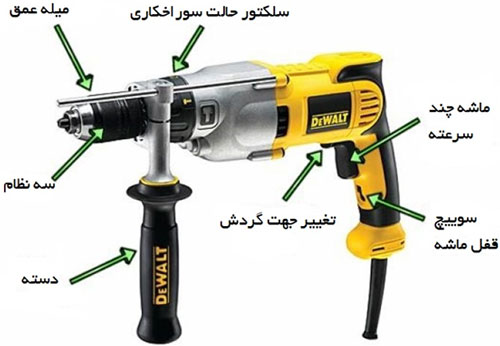 میله عمق
سلکتور حالت سوراخکاری
ماشه چند
سرعته
DEWALT
سه نظام
تغییر جهت گردش
سوییچ
قفل ماشه
دسته
DEWALT